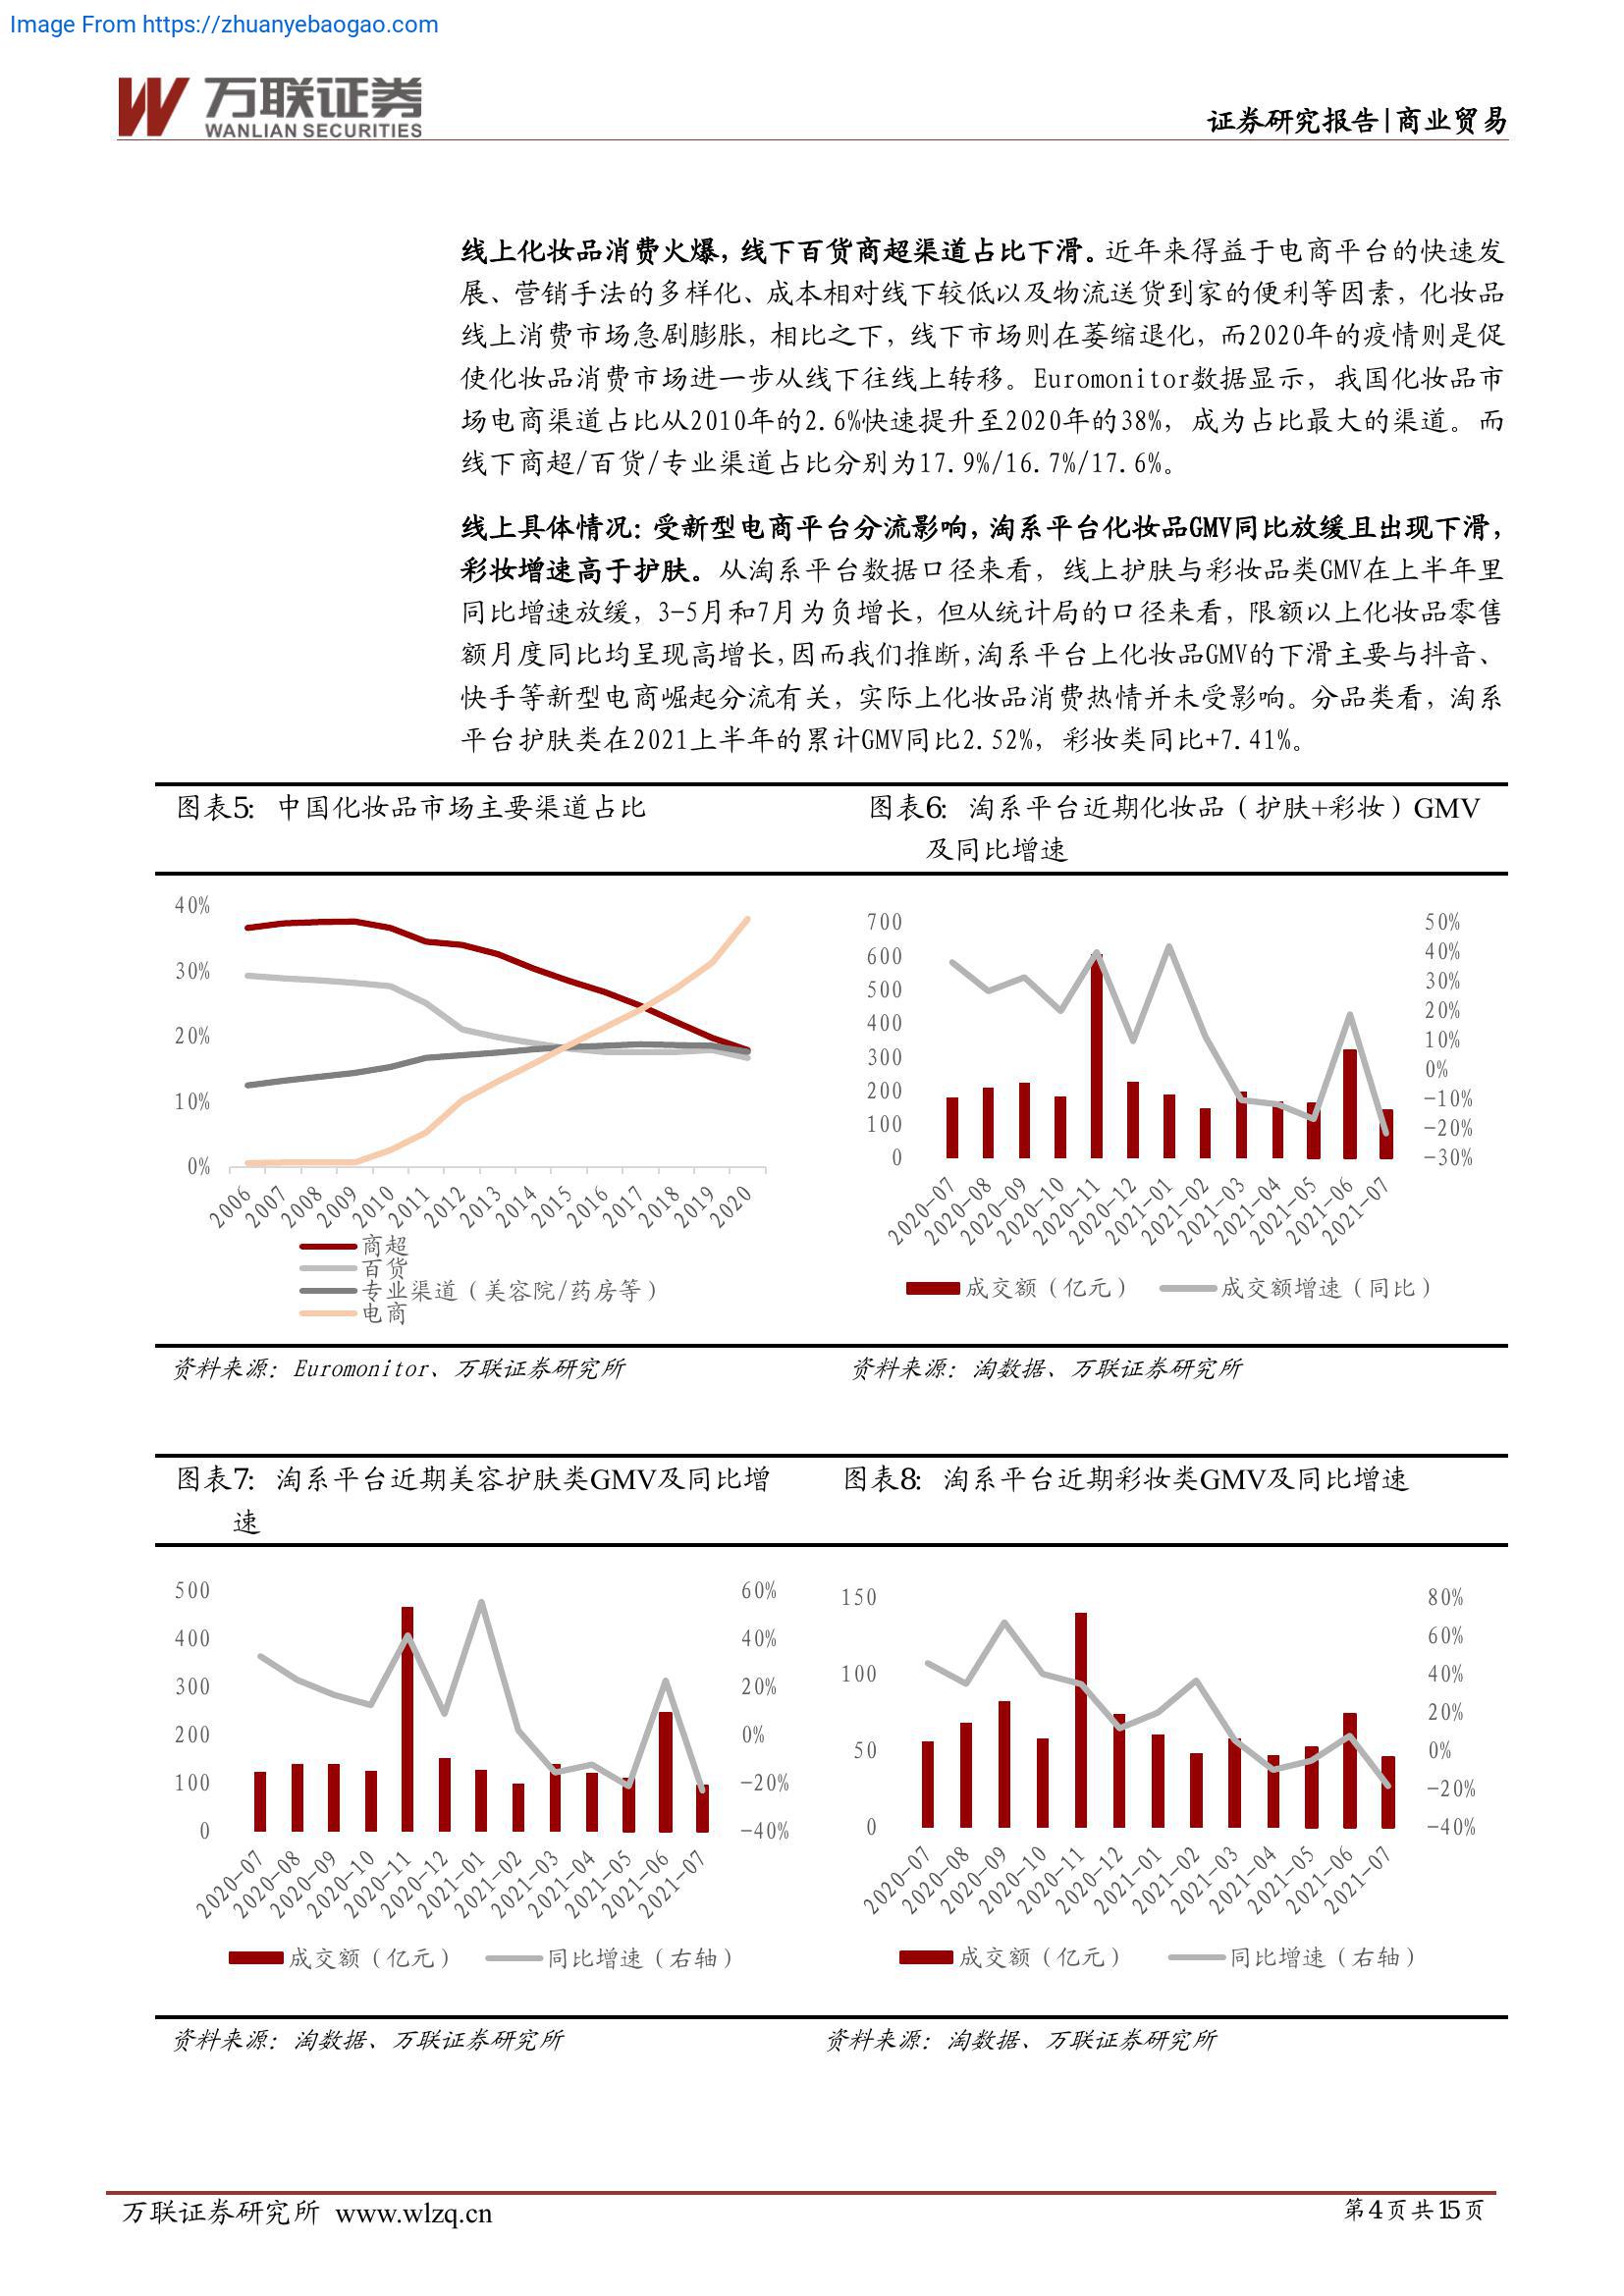 Image From https://zhuanyebaogao.com
万联证券
WANLIAN SECURITIES
证券研究报告|商业贸易
线上化妆品消费火爆，线下百货商超渠道占比下滑。近年来得益于电商平台的快速发
展、营销手法的多样化、成本相对线下较低以及物流送货到家的便利等因素，化妆品
线上消费市场急剧膨胀，相比之下，线下市场则在萎缩退化，而2020年的疫情则是促
使化妆品消费市场进一步从线下往线上转移。Euromonitor数据显示，我国化妆品市
场电商渠道占比从2010年的2.6%快速提升至2020年的38%，成为占比最大的渠道。而
线下商超/百货/专业渠道占比分别为17.9%/16.7%/17.6%。
线上具体情况：受新型电商平台分流影响，淘系平台化妆品GMV同比放缓且出现下滑，
彩妆增速高于护肤。从淘系平台数据口径来看，线上护肤与彩妆品类GMV在上半年里
同比增速放缓，3-5月和7月为负增长，但从统计局的口径来看，限额以上化妆品零售
额月度同比均呈现高增长，因而我们推断，淘系平台上化妆品GMV的下滑主要与抖音、
快手等新型电商崛起分流有关，实际上化妆品消费热情并未受影响。分品类看，淘系
平台护肤类在2021上半年的累计GMV同比2.52%，彩妆类同比+7.41%。
图表5: 中国化妆品市场主要渠道占比
40%
30%
20%
10%
0%
2006 2007 2008 2009 2010 2011 2012 2013 2014 2015 2016 2017 2018 2019 2020
商超
百货
专业渠道（美容院/药房等）
电商
资料来源：Euromonitor、万联证券研究所
图表6: 淘系平台近期化妆品（护肤+彩妆）GMV
及同比增速
700
600
500
400
300
200
100
0
50%
40%
30%
20%
10%
0%
-10%
-20%
-30%
2020-07 2020-08 2020-09 2020-10 2020-11 2020-12 2021-01 2021-02 2021-03 2021-04 2021-05 2021-06 2021-07
成交额（亿元） 成交额增速（同比）
资料来源：淘数据、万联证券研究所
图表7: 淘系平台近期美容护肤类GMV及同比增
速
500
400
300
200
100
0
60%
40%
20%
0%
-20%
-40%
2020-07 2020-08 2020-09 2020-10 2020-11 2020-12 2021-01 2021-02 2021-03 2021-04 2021-05 2021-06 2021-07
成交额（亿元） 同比增速（右轴）
资料来源：淘数据、万联证券研究所
图表8: 淘系平台近期彩妆类GMV及同比增速
150
100
50
0
80%
60%
40%
20%
0%
-20%
-40%
2020-07 2020-08 2020-09 2020-10 2020-11 2020-12 2021-01 2021-02 2021-03 2021-04 2021-05 2021-06 2021-07
成交额（亿元） 同比增速（右轴）
资料来源：淘数据、万联证券研究所
万联证券研究所 www.wlzq.cn
第4页共15页